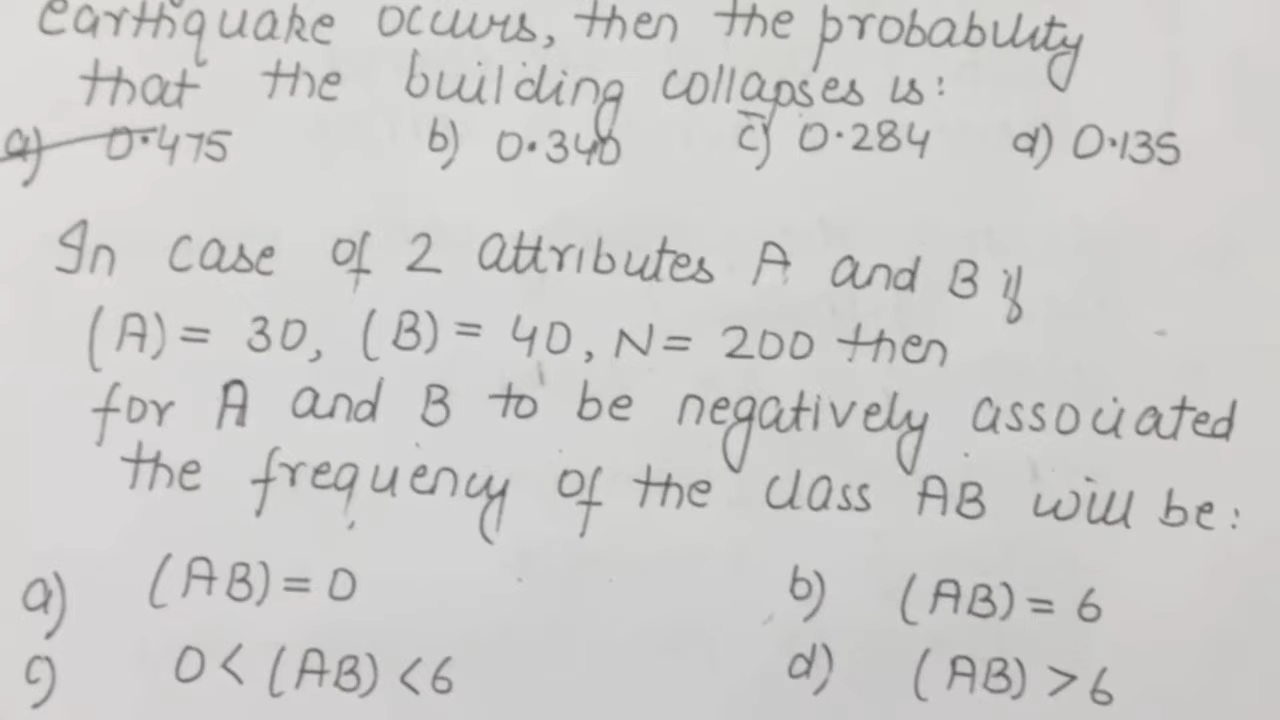 earthquake occurs, then the probability
that the building collapses is:
a) 0.475 b) 0.340 c) 0.284 d) 0.135
In case of 2 attributes A and B if
(A) = 30, (B) = 40, N = 200 then
for A and B to be negatively associated
the frequency of the class AB will be:
a) (AB) = 0 b) (AB) = 6
c) 0 < (AB) < 6 d) (AB) > 6